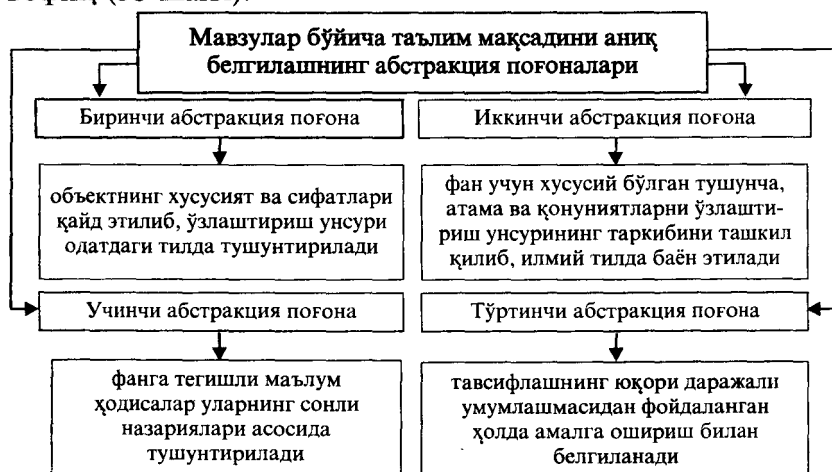 Мавзулар бўйича таълим мақсадини аниқ
белгилашнинг абстракция поғоналари
Биринчи абстракция поғона
Иккинчи абстракция поғона
объектнинг хусусият ва сифатлари
қайд этилиб, ўзлаштириш унсури
одатдаги тилда тушунтирилади
фан учун хусусий бўлган тушунча,
атама ва қонуниятларни ўзлашти-
риш унсурининг таркибини ташкил
қилиб, илмий тилда баён этилади
Учинчи абстракция поғона
Тўртинчи абстракция поғона
фанга тегишли маълум
ҳодисалар уларнинг сонли
назариялари асосида
тушунтирилади
тавсифлашнинг юқори даражали
умумлашмасидан фойдаланган
ҳолда амалга ошириш билан
белгиланади